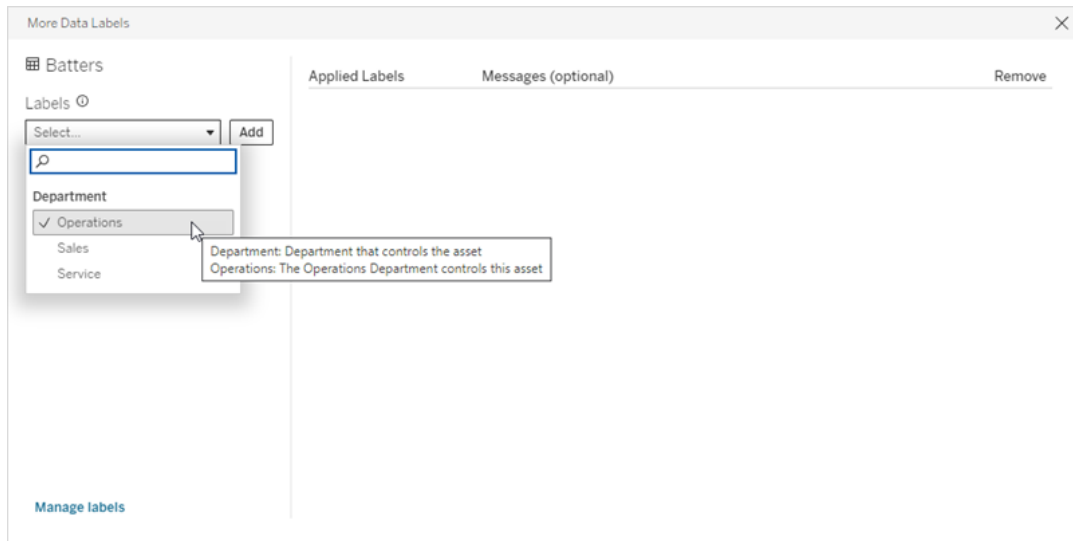 More Data Labels
Batters
Labels
Select...
Add
Department
Operations
Sales
Service
Department: Department that controls the asset
Operations: The Operations Department controls this asset
Manage labels
Applied Labels Messages (optional) Remove